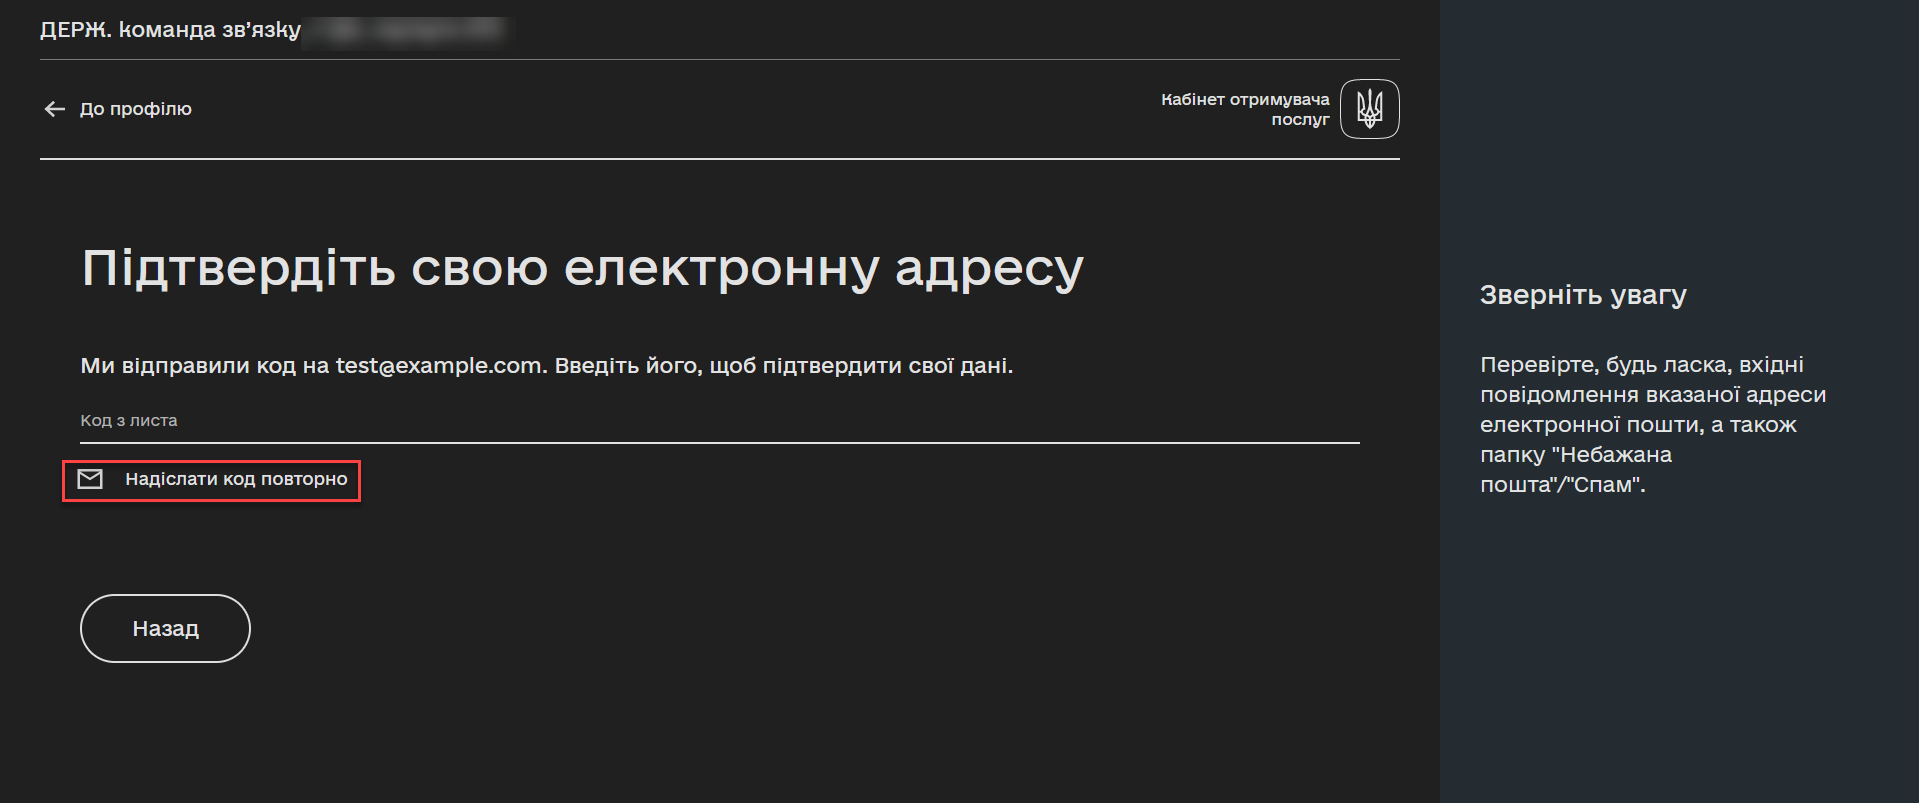 ДЕРЖ. команда зв'язку
До профілю
Кабінет отримувача
послуг
Підтвердіть свою електронну адресу
Ми відправили код на test@example.com. Введіть його, щоб підтвердити свої дані.
Код з листа
Надіслати код повторно
Назад
Зверніть увагу
Перевірте, будь ласка, вхідні
повідомлення вказаної адреси
електронної пошти, а також
папку "Небажана
пошта"/"Спам".